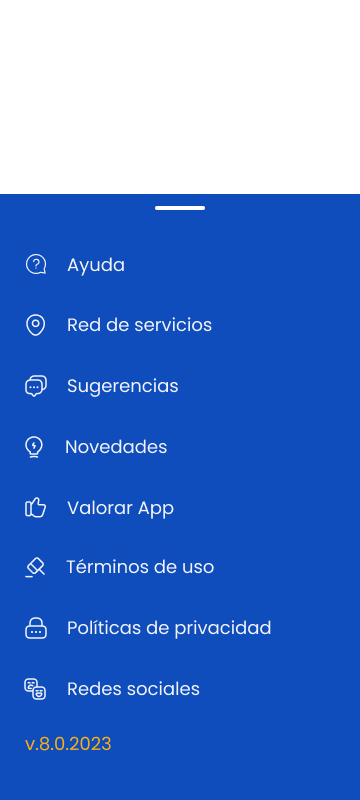 Ayuda
Red de servicios
Sugerencias
Novedades
Valorar App
Términos de uso
Políticas de privacidad
Redes sociales
v.8.0.2023